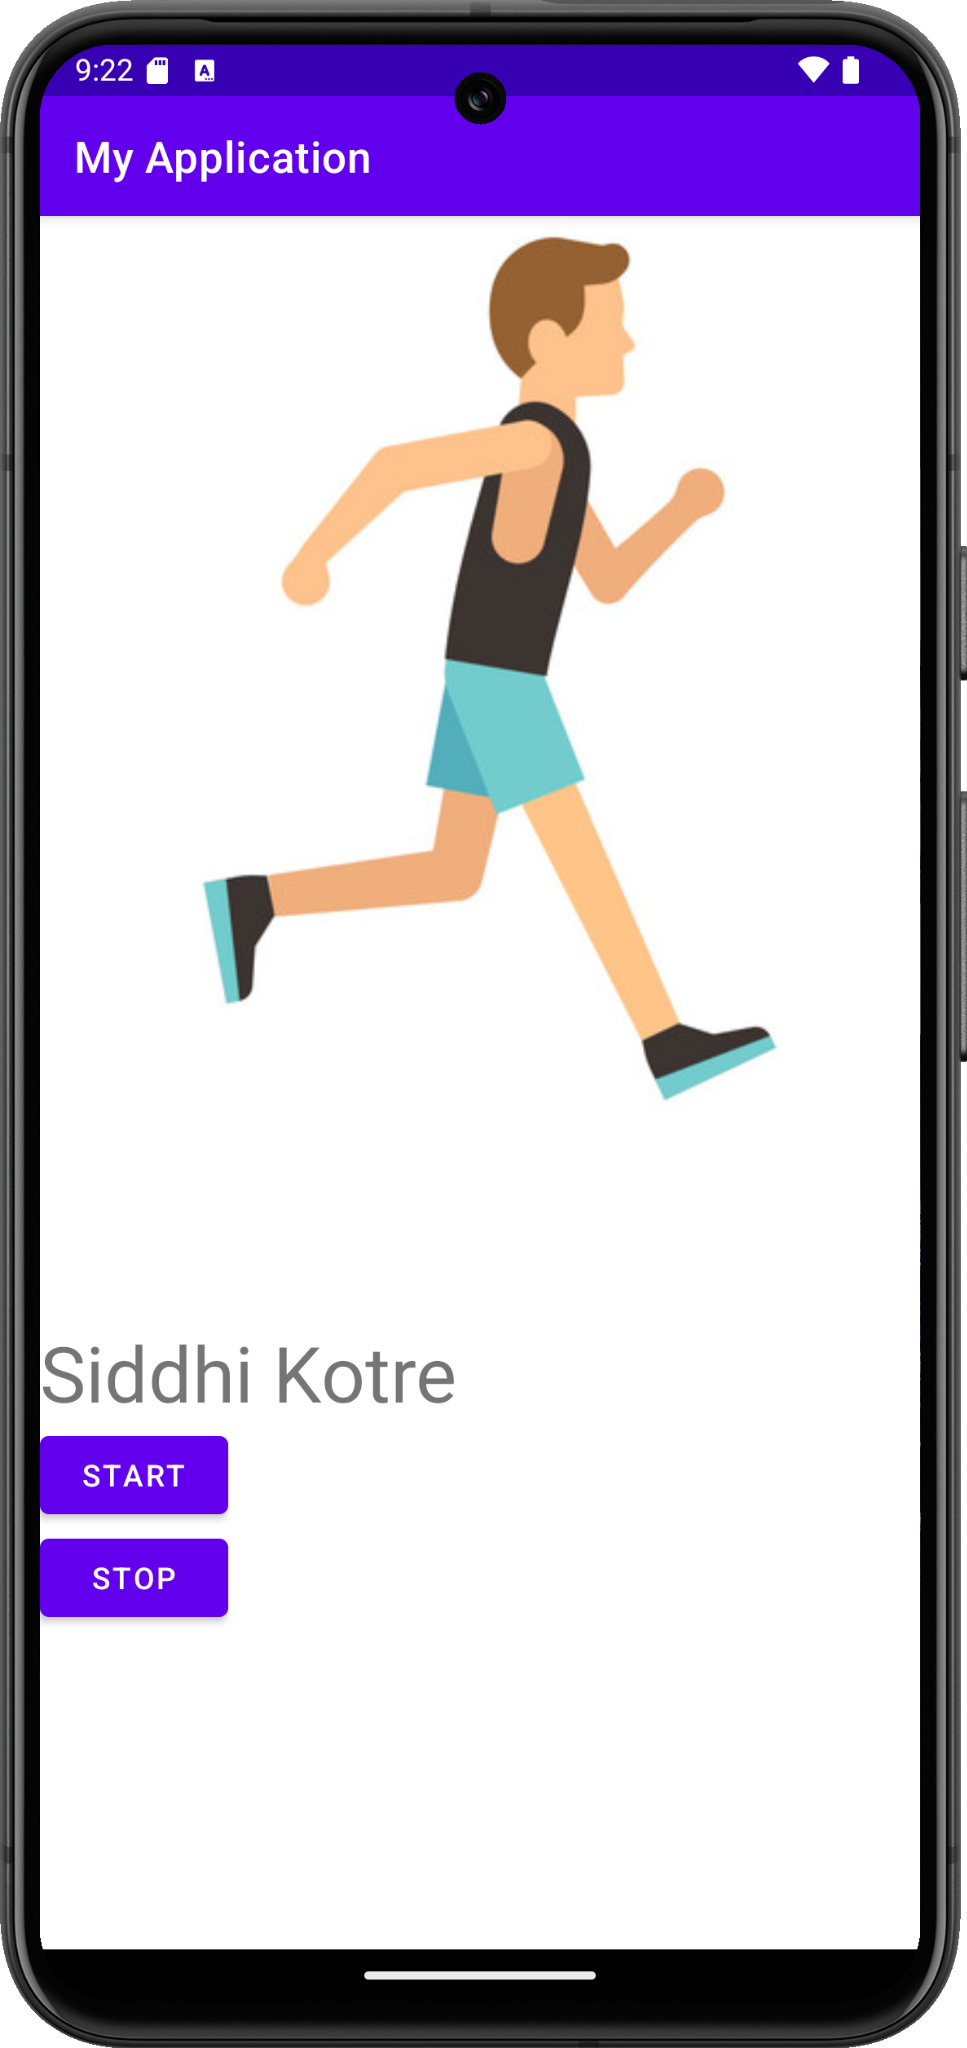 9:22
My Application
Siddhi Kotre
START
STOP